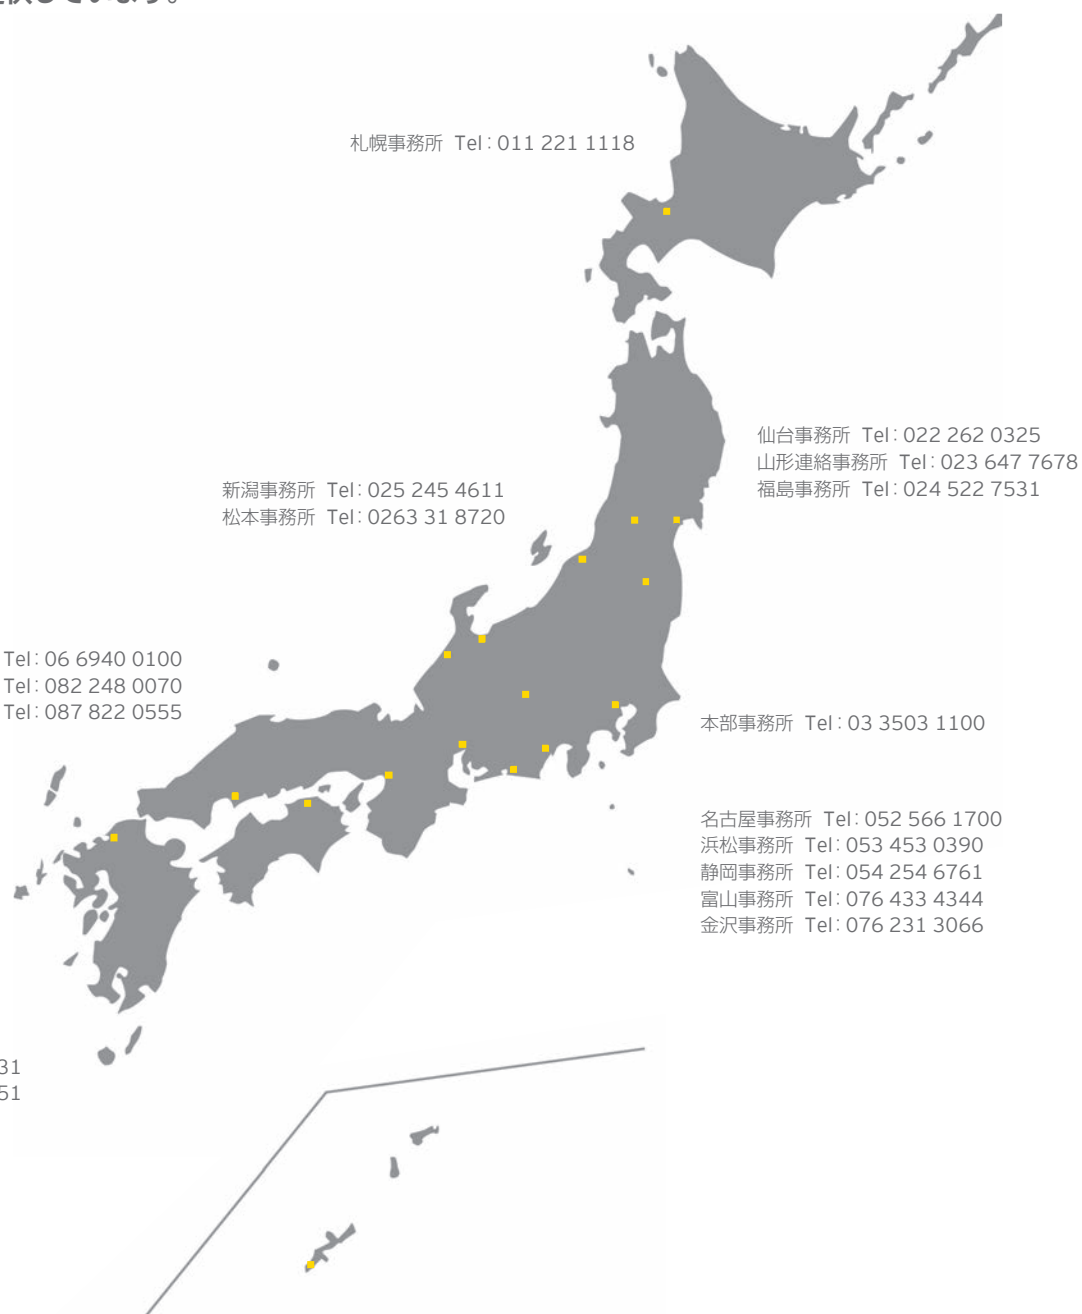 供しています。
札幌事務所 Tel：011 221 1118
仙台事務所 Tel：022 262 0325
山形連絡事務所 Tel：023 647 7678
福島事務所 Tel：024 522 7531
新潟事務所 Tel：025 245 4611
松本事務所 Tel：0263 31 8720
Tel：06 6940 0100
Tel：082 248 0070
Tel：087 822 0555
本部事務所 Tel：03 3503 1100
名古屋事務所 Tel：052 566 1700
浜松事務所 Tel：053 453 0390
静岡事務所 Tel：054 254 6761
富山事務所 Tel：076 433 4344
金沢事務所 Tel：076 231 3066
31
51